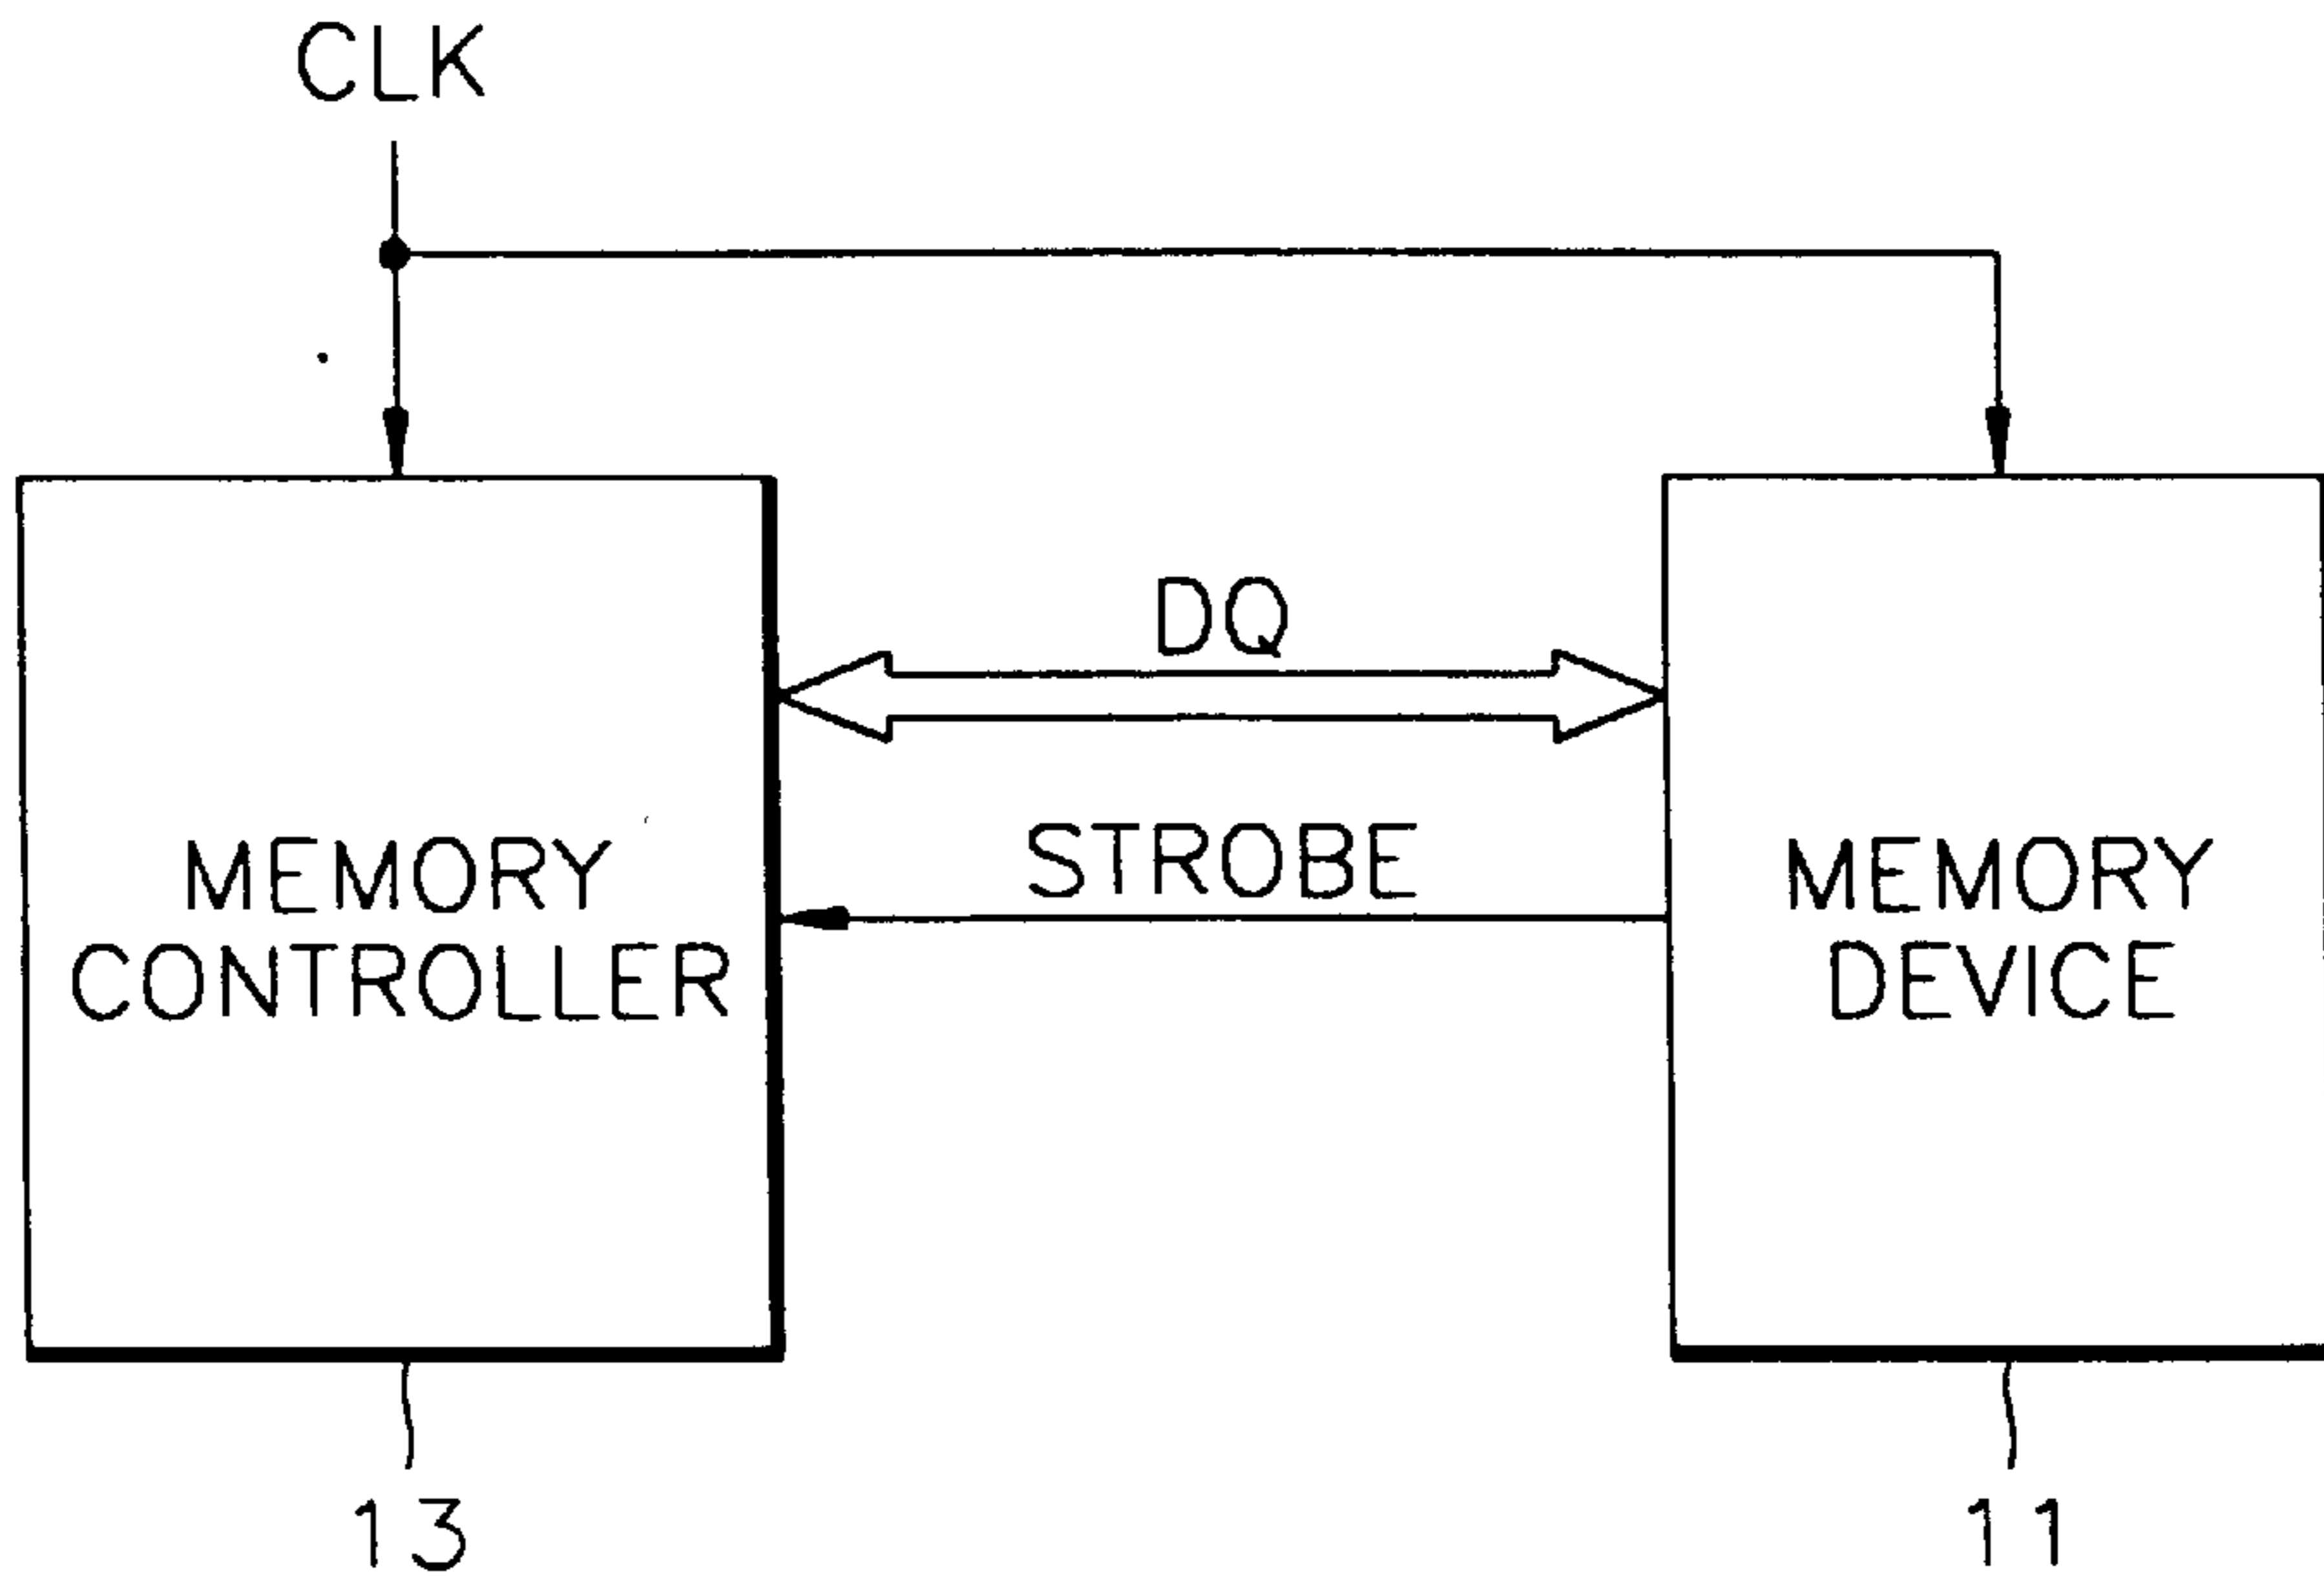 CLK
DQ
STROBE
MEMORY
CONTROLLER
MEMORY
DEVICE
13
11